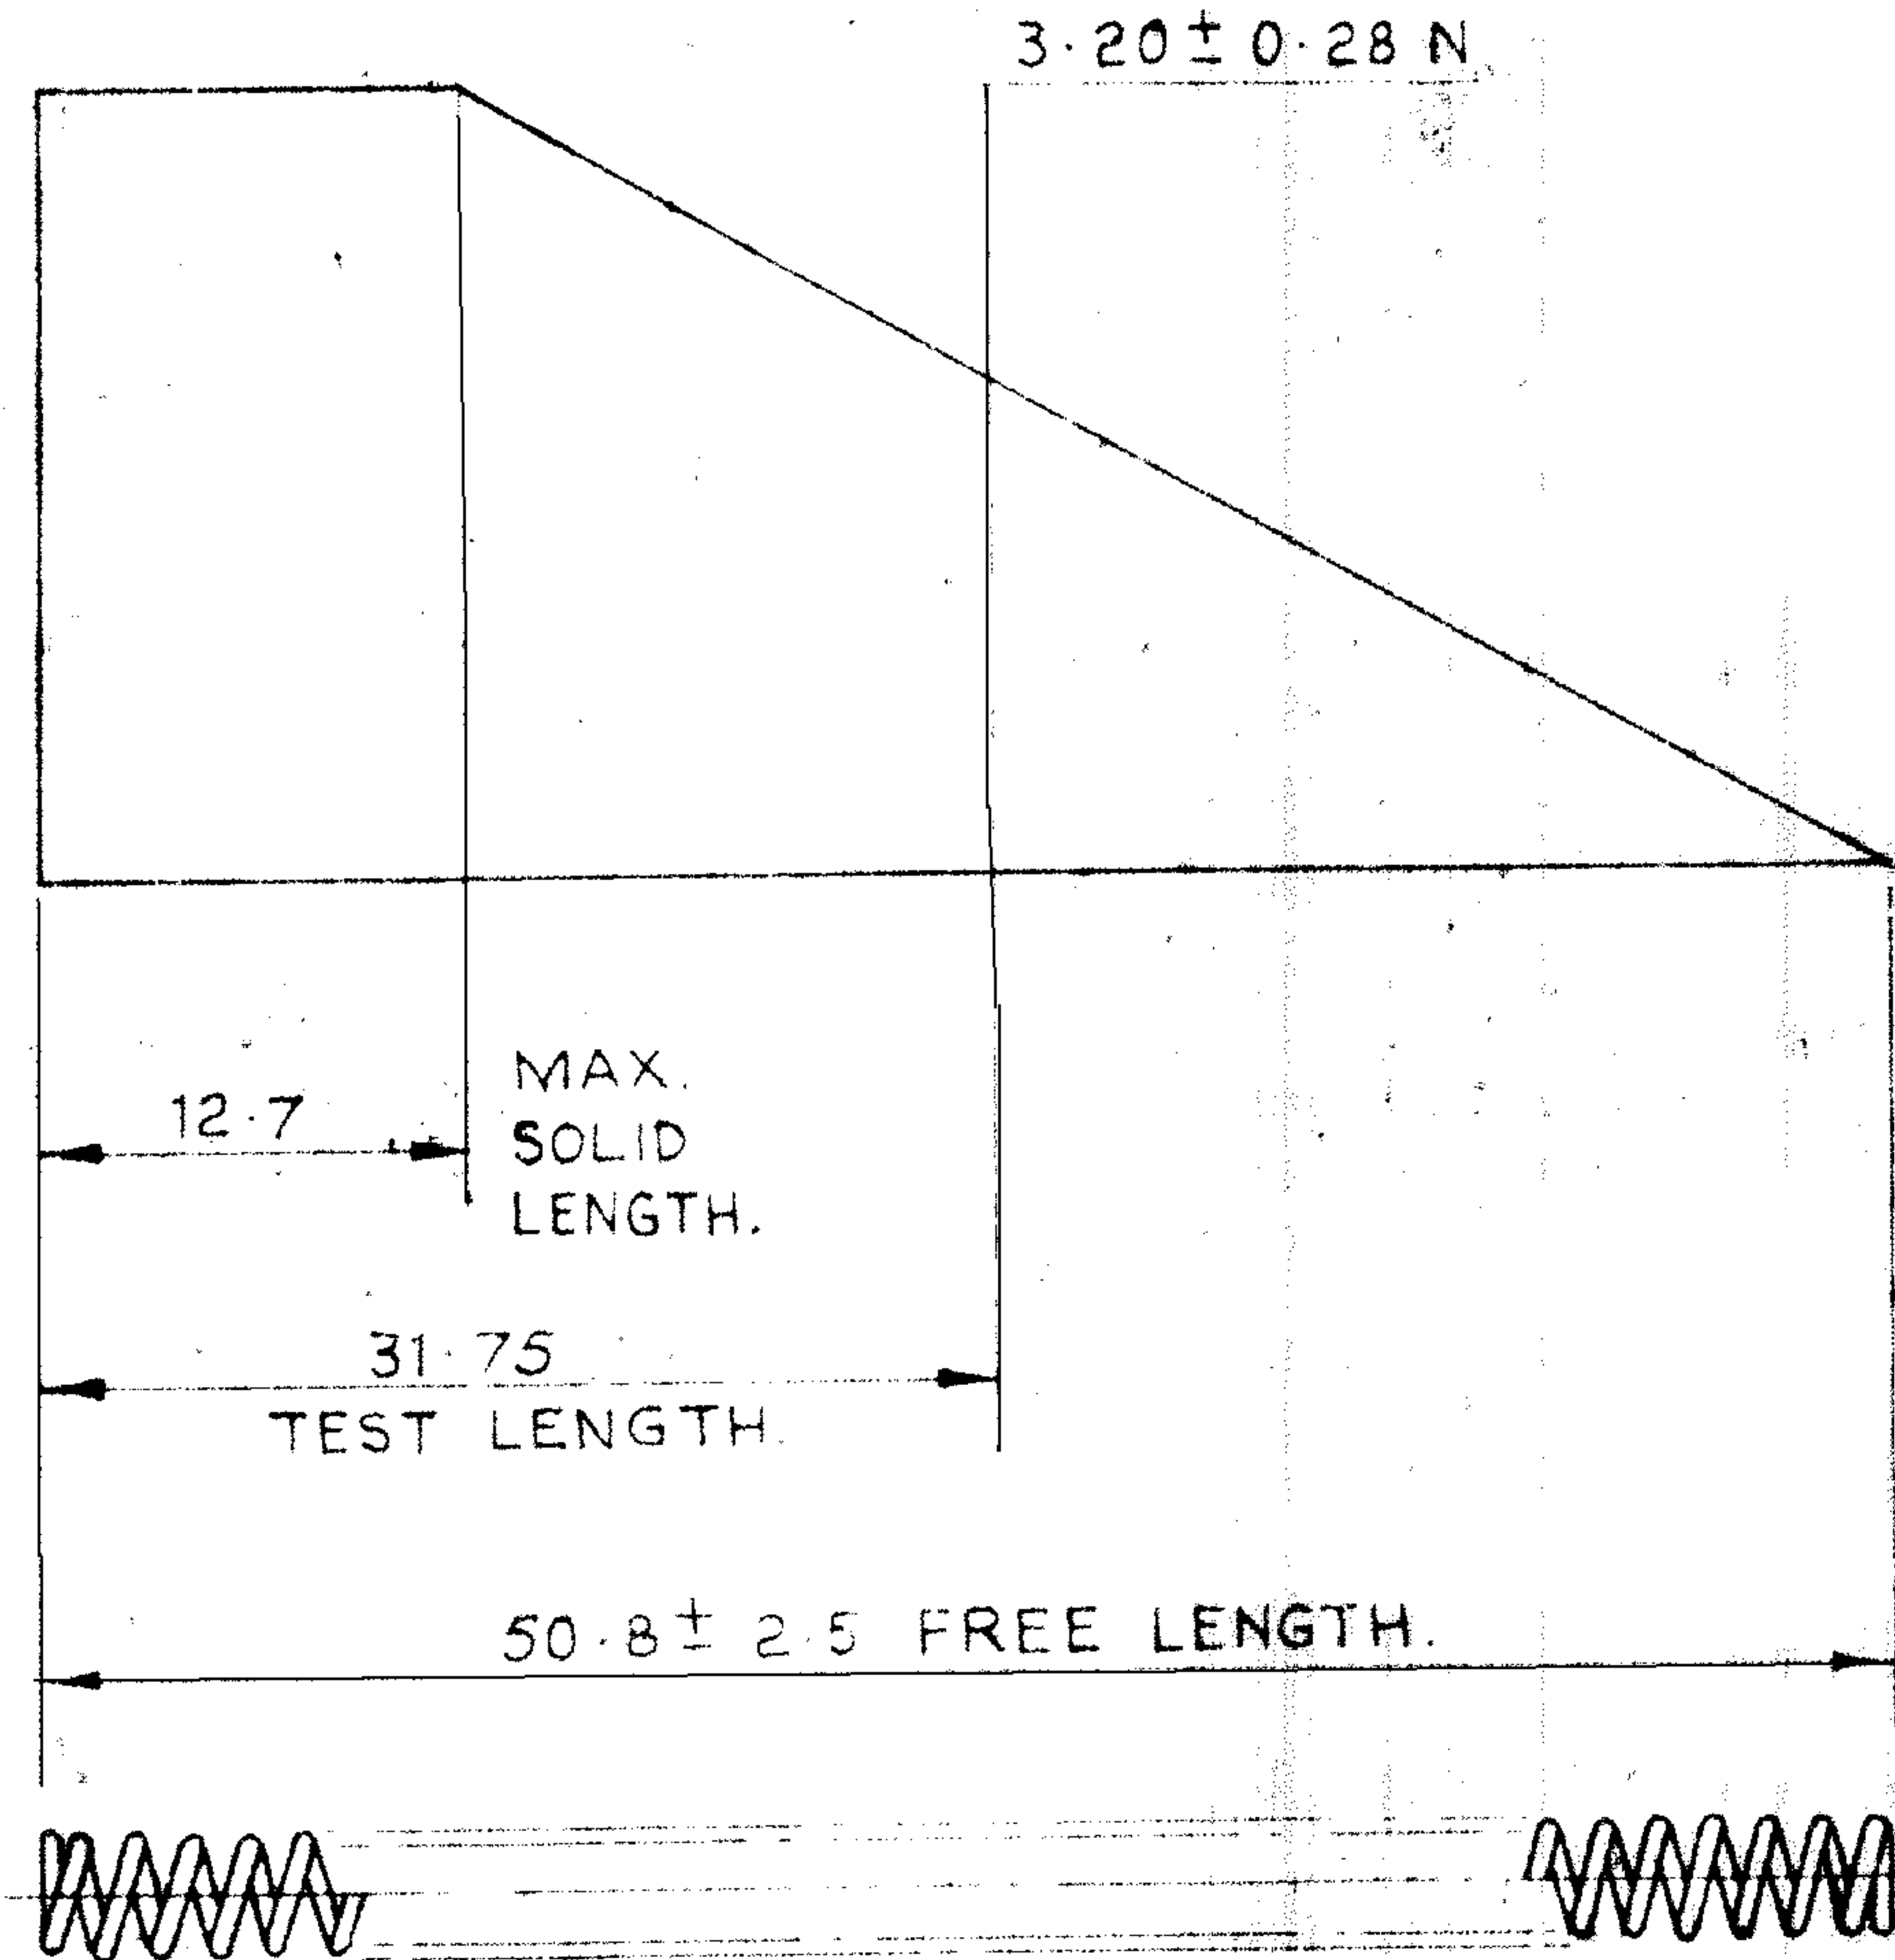 3.20 ± 0.28 N
12.7
MAX.
SOLID
LENGTH.
31.75
TEST LENGTH.
50.8 ± 2.5 FREE LENGTH.